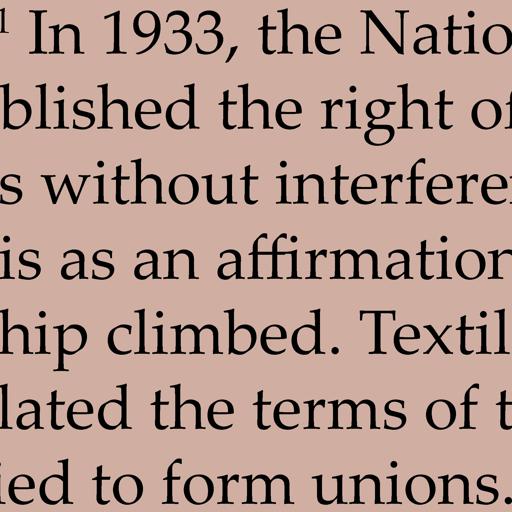 ¹ In 1933, the Natio
blished the right of
s without interfere
is as an affirmation
hip climbed. Textil
lated the terms of t
ied to form unions.